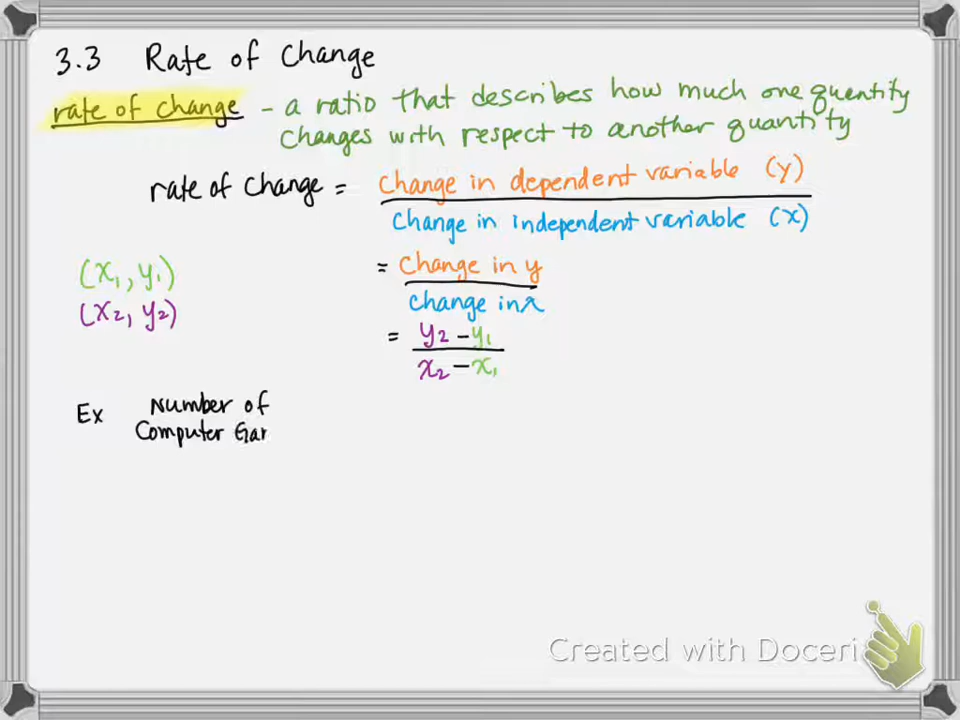 3.3 Rate of Change
rate of change - a ratio that describes how much one quantity
changes with respect to another quantity
rate of change = Change in dependent variable (y)
Change in independent variable (x)
(x₁, y₁)
(x₂, y₂)
= Change in y
Change in x
= y₂ - y₁
x₂ - x₁
Ex Number of
Computer Gar
Created with Doceri